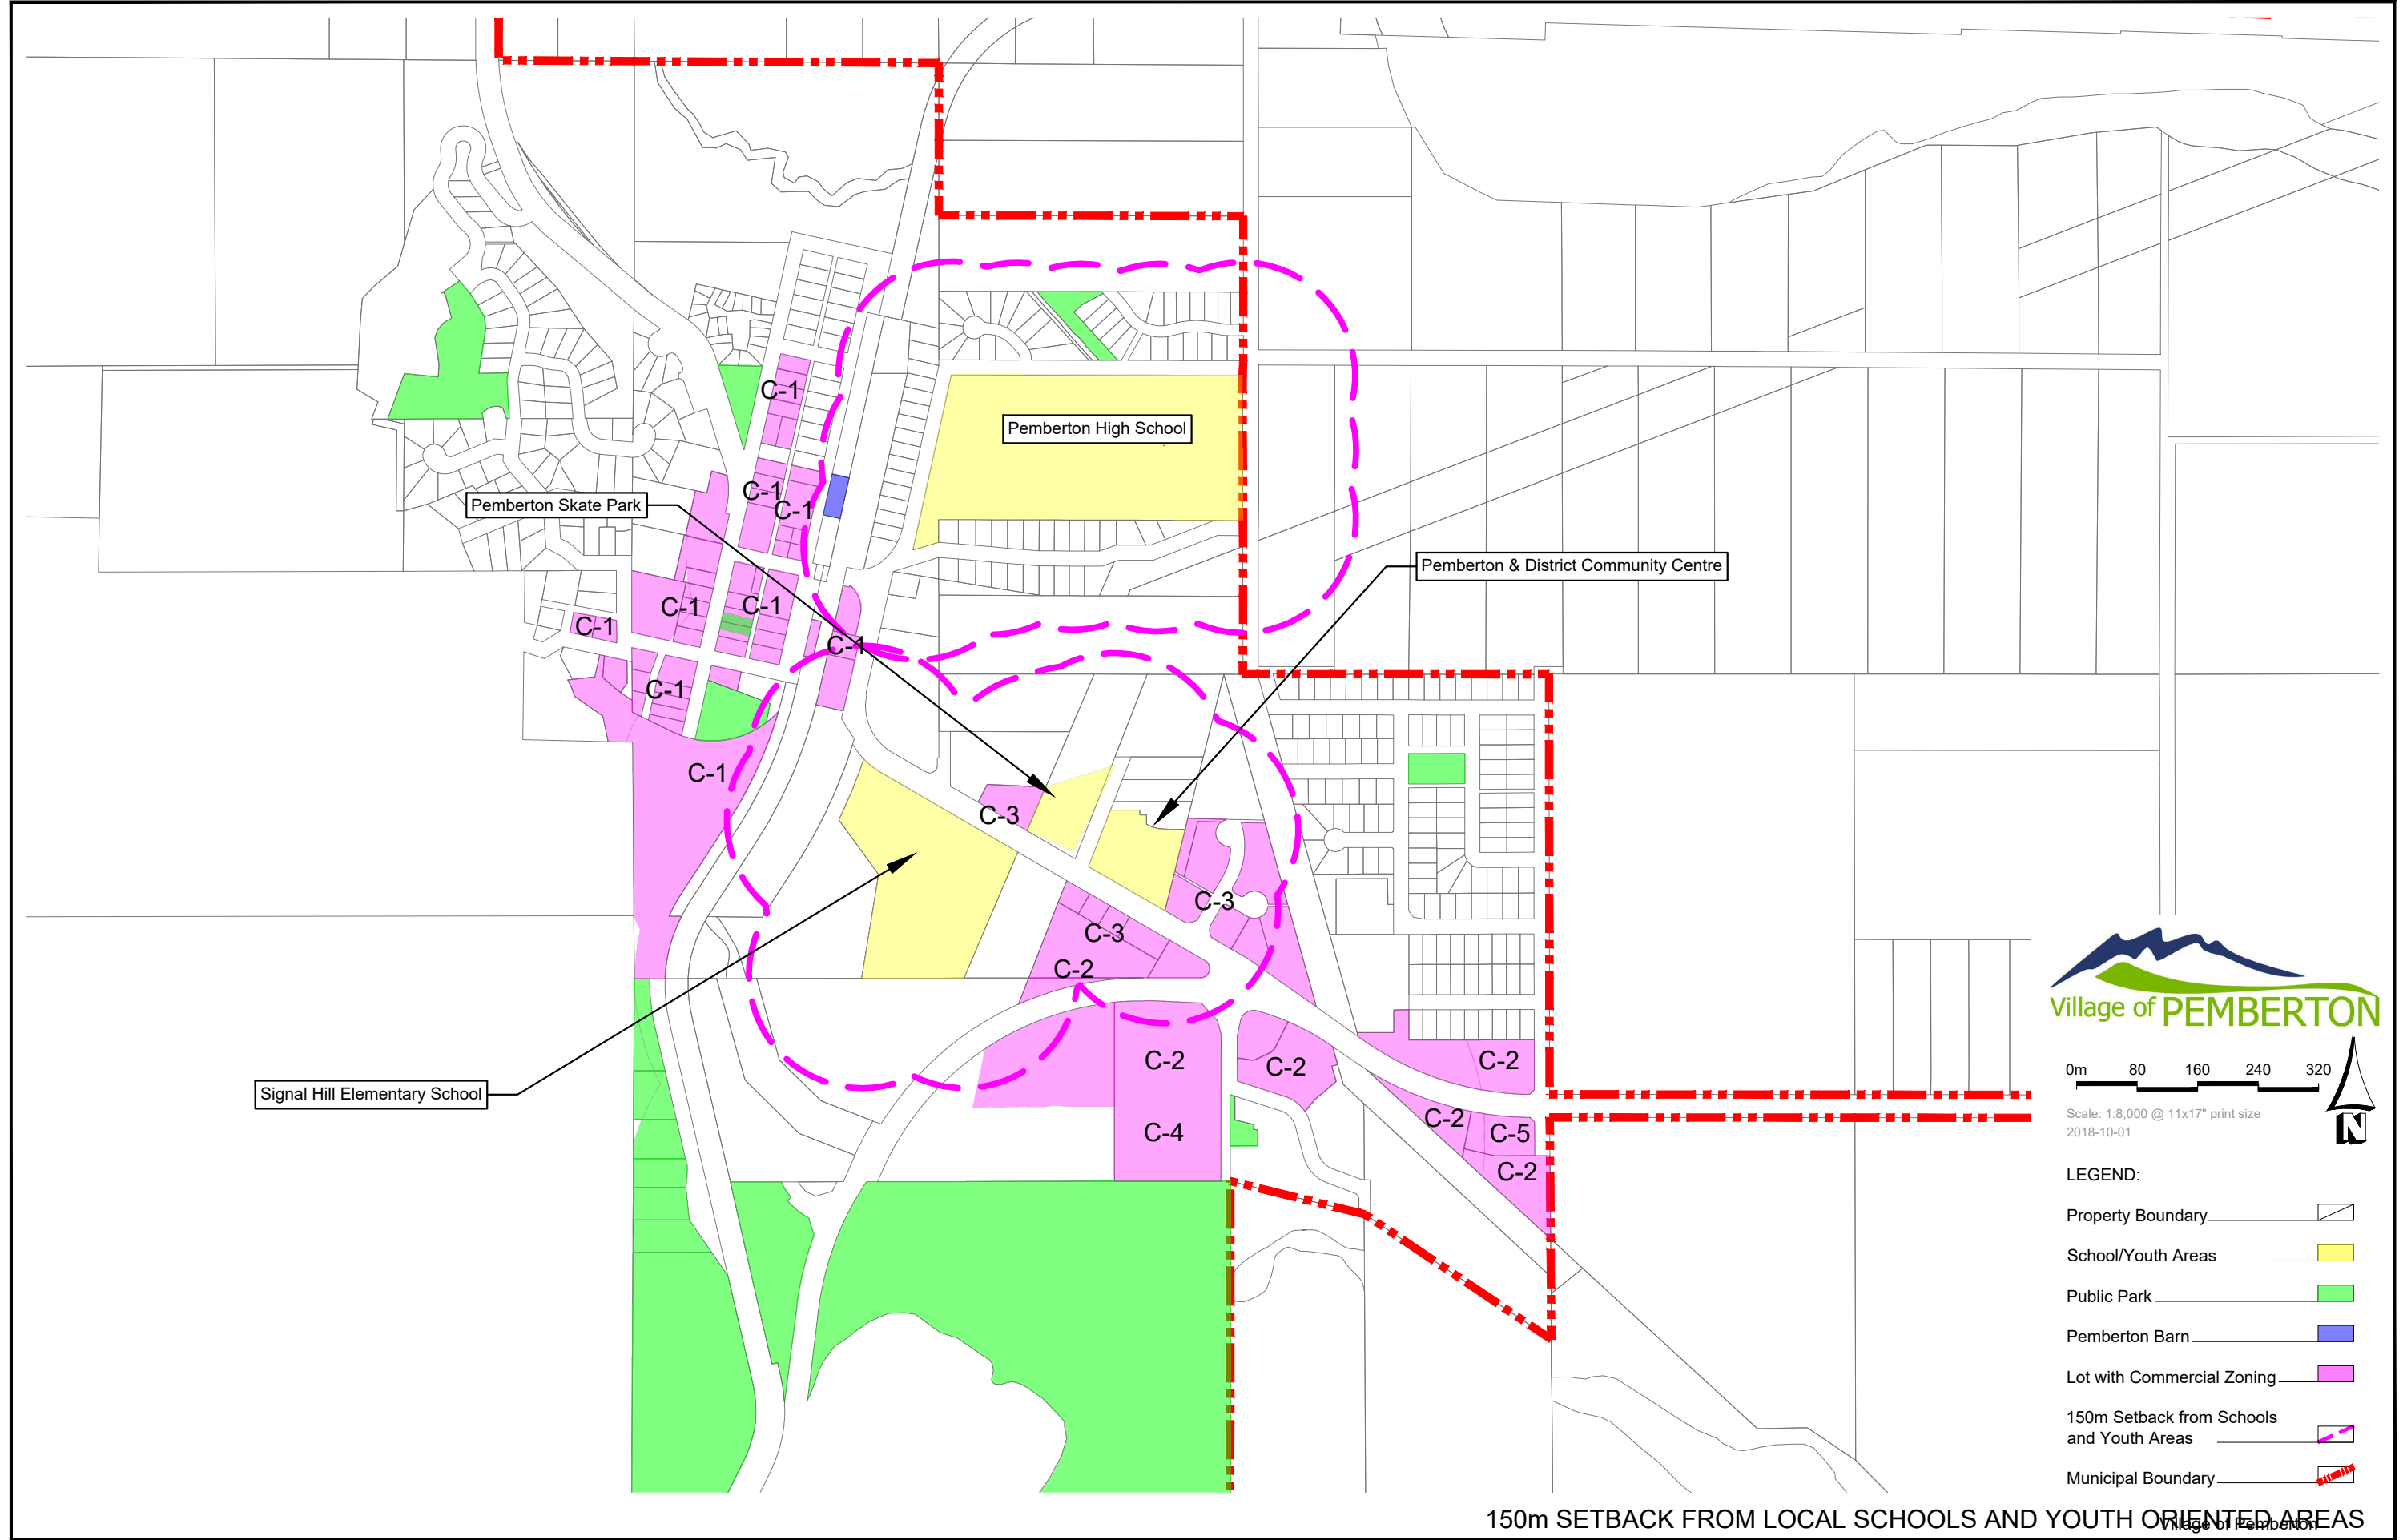 C-1
Pemberton High School
C-1
Pemberton Skate Park
C-1
Pemberton & District Community Centre
C-1
C-1
C-1
C-1
C-1
C-1
C-3
C-3
C-3
C-2
C-2
C-2
C-2
Signal Hill Elementary School
C-2
C-4
C-5
C-2
Village of PEMBERTON
0m 80 160 240 320
Scale: 1:8,000 @ 11x17" print size
2018-10-01
N
LEGEND:
Property Boundary
School/Youth Areas
Public Park
Pemberton Barn
Lot with Commercial Zoning
150m Setback from Schools
and Youth Areas
Municipal Boundary
150m SETBACK FROM LOCAL SCHOOLS AND YOUTH ORIENTED AREAS
Village of Pemberton